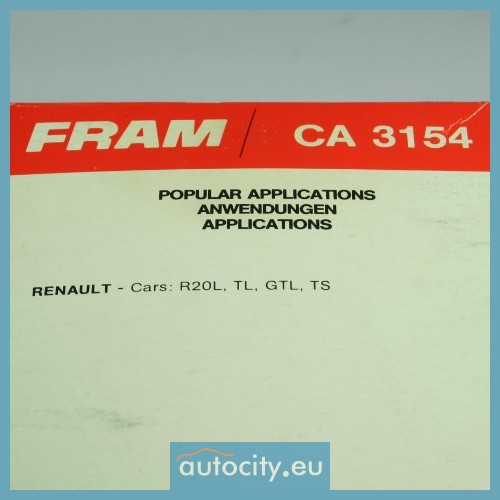 FRAM / CA 3154
POPULAR APPLICATIONS
ANWENDUNGEN
APPLICATIONS
RENAULT - Cars: R20L, TL, GTL, TS
autocity.eu